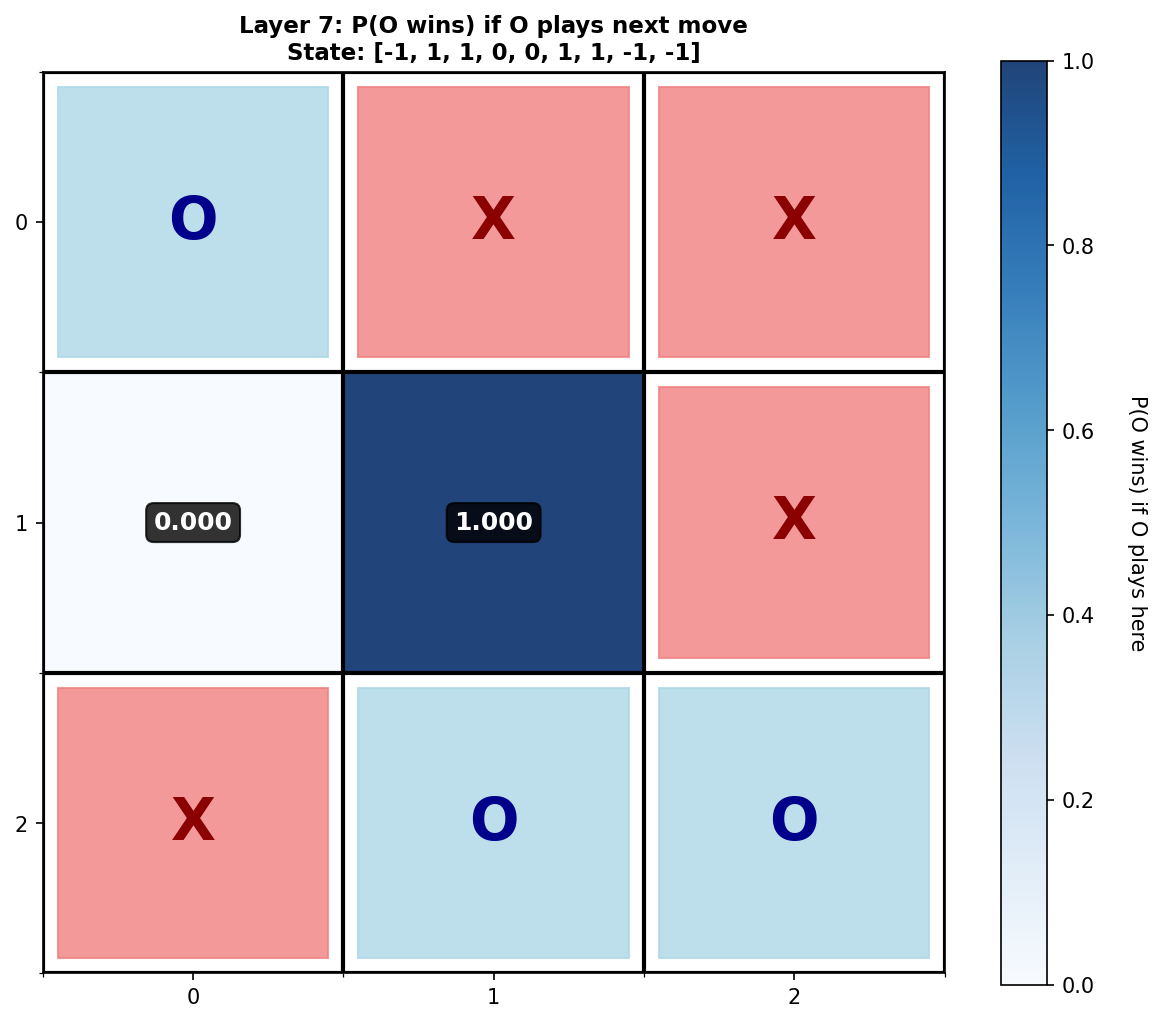 Layer 7: P(O wins) if O plays next move
State: [-1, 1, 1, 0, 0, 1, 1, -1, -1]
O X X
0.000 1.000 X
X O O
0
1
2
0 1 2
1.0
0.8
0.6
0.4
0.2
0.0
P(O wins) if O plays here